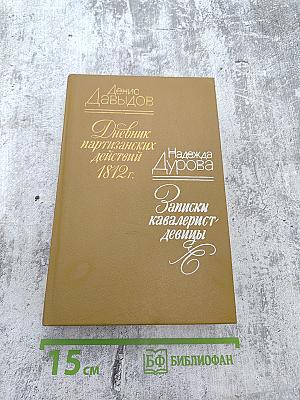 Денис
Давыдов
Дневник
партизанских
действий
1812 г.
Надежда
Дурова
Записки
кавалерист-
девицы
15 см
БФ БИБЛИОФАН